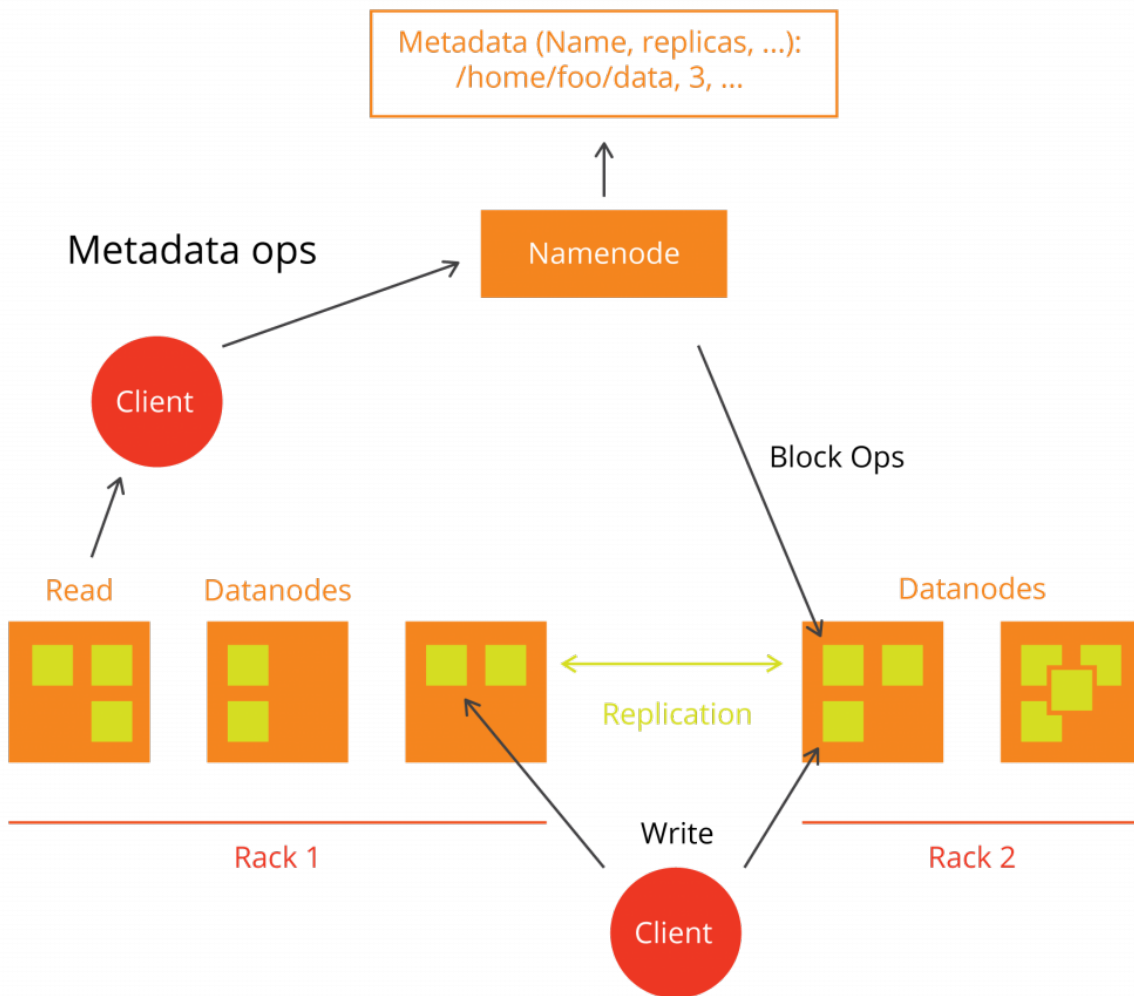 Metadata (Name, replicas, ...):
/home/foo/data, 3, ...
Metadata ops
Namenode
Client
Block Ops
Read
Datanodes
Datanodes
Replication
Write
Rack 1
Rack 2
Client